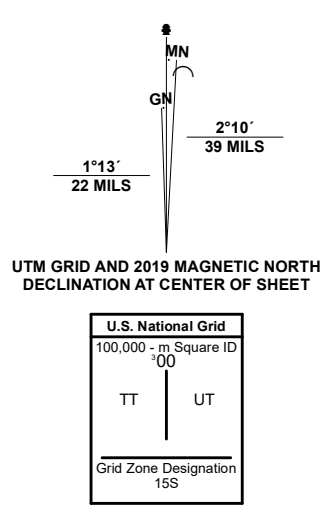 MN
GN
2°10´
39 MILS
1°13´
22 MILS
UTM GRID AND 2019 MAGNETIC NORTH
DECLINATION AT CENTER OF SHEET
U.S. National Grid
100,000 - m Square ID
³00
TT
UT
Grid Zone Designation
15S